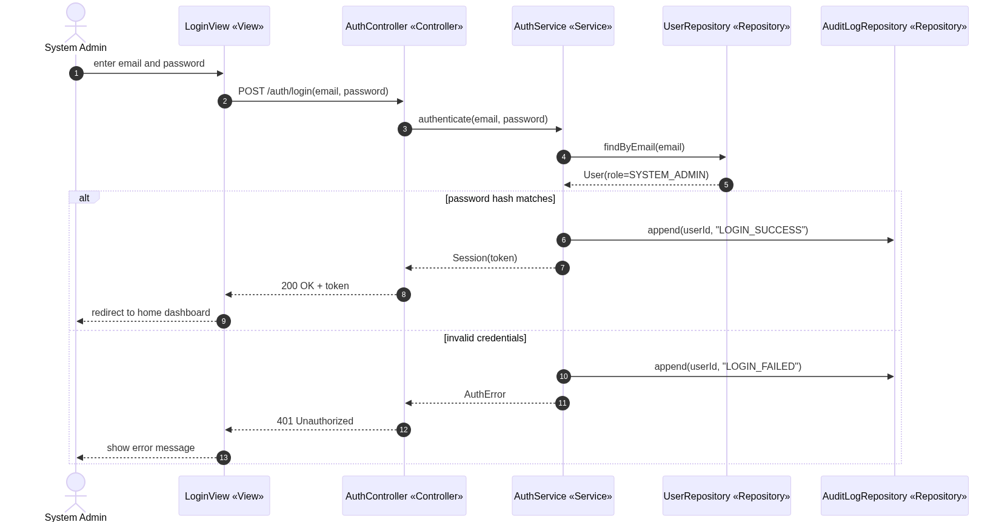 System Admin
LoginView «View»
AuthController «Controller»
AuthService «Service»
UserRepository «Repository»
AuditLogRepository «Repository»
enter email and password
1
POST /auth/login(email, password)
2
authenticate(email, password)
3
findByEmail(email)
4
User(role=SYSTEM_ADMIN)
5
alt
[password hash matches]
append(userId, "LOGIN_SUCCESS")
6
Session(token)
7
200 OK + token
8
redirect to home dashboard
9
[invalid credentials]
append(userId, "LOGIN_FAILED")
10
AuthError
11
401 Unauthorized
12
show error message
13
System Admin
LoginView «View»
AuthController «Controller»
AuthService «Service»
UserRepository «Repository»
AuditLogRepository «Repository»